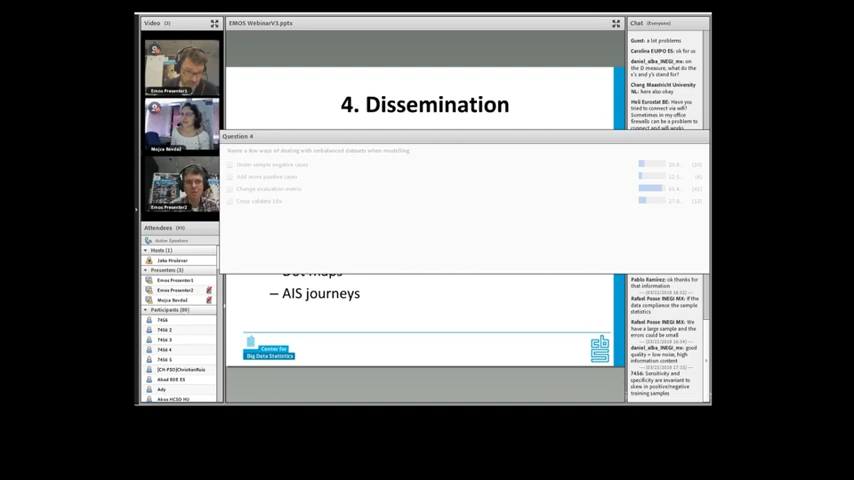 Video (3)
EMOS WebinarV3.pptx
Chat (Everyone)
Emos Presenter1
Mojca Bavdaž
Emos Presenter2
4. Dissemination
Question 4
Name a few ways of dealing with imbalanced datasets when modelling
Under sample negative cases
Add more positive cases
Change evaluation metric
Cross validate 10x
– Dot maps
– AIS journeys
Center for
Big Data Statistics
Attendees (93)
Active Speakers
Hosts (1)
Presenters (3)
Emos Presenter1
Emos Presenter2
Participants (89)
7456
7456 2
7456 3
7456 4
7456 5
Abad BDE ES
Ady
Abos HCSO HU
Guest: a lot problems
Carolina EUIPO ES: ok for us
daniel_alba_INEGI_mx:
on the D measure, what do the
x's and y's stand for?
Chang Maastricht University
NL: here also okay
Heli Eurostat BE: Have you
tried to connect via wifi?
Sometimes in my office
firewalls can be a problem to
connect and wifi works
Pablo Ramirez: ok thanks for
that information
Rafael Posse INEGI MX: If the
data compliance the sample
statistics
Rafael Posse INEGI MX: We
have a large sample and the
errors could be small
daniel_alba_INEGI_mx: good
quality = low noise, high
information content
7456: Sensitivity and
specificity are invariant to
skew in positive/negative
training samples